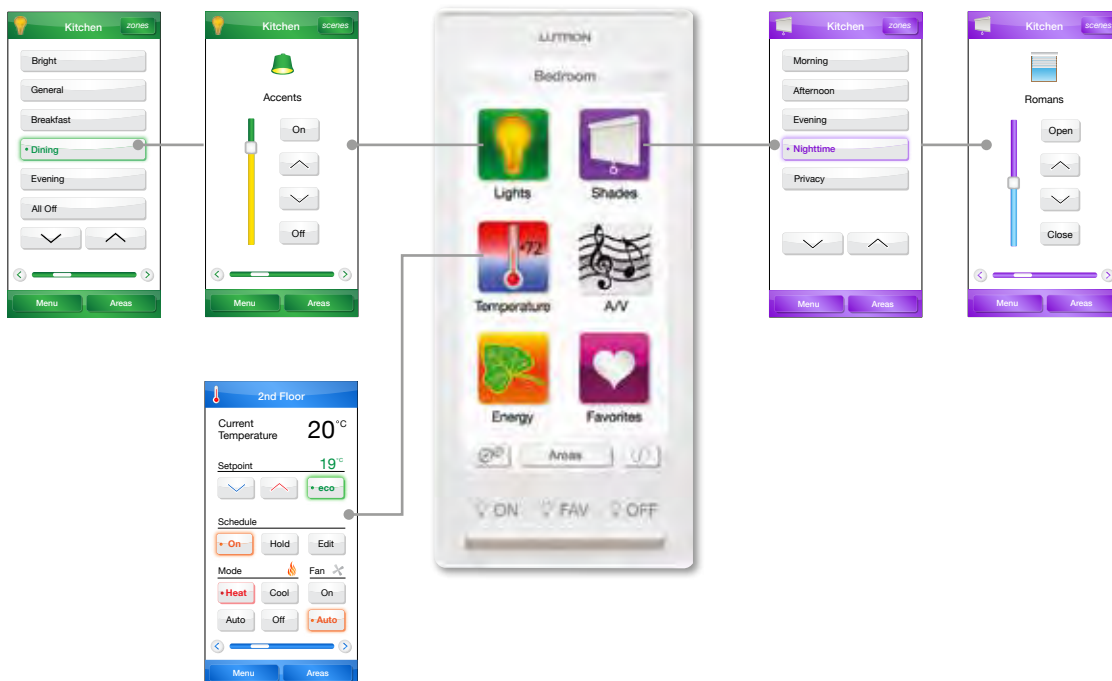 Kitchen zones
Bright
General
Breakfast
• Dining
Evening
All Off
Menu Areas
Kitchen scenes
Accents
On
Off
Menu Areas
LUTRON
Bedroom
Lights Shades
72
Temperature A/V
Energy Favorites
Areas
ON FAV OFF
Kitchen zones
Morning
Afternoon
Evening
• Nighttime
Privacy
Menu Areas
Kitchen scenes
Romans
Open
Close
Menu Areas
2nd Floor
Current
Temperature 20°C
Setpoint 19°C
• eco
Schedule
• On Hold Edit
Mode Fan
• Heat Cool On
Auto Off • Auto
Menu Areas